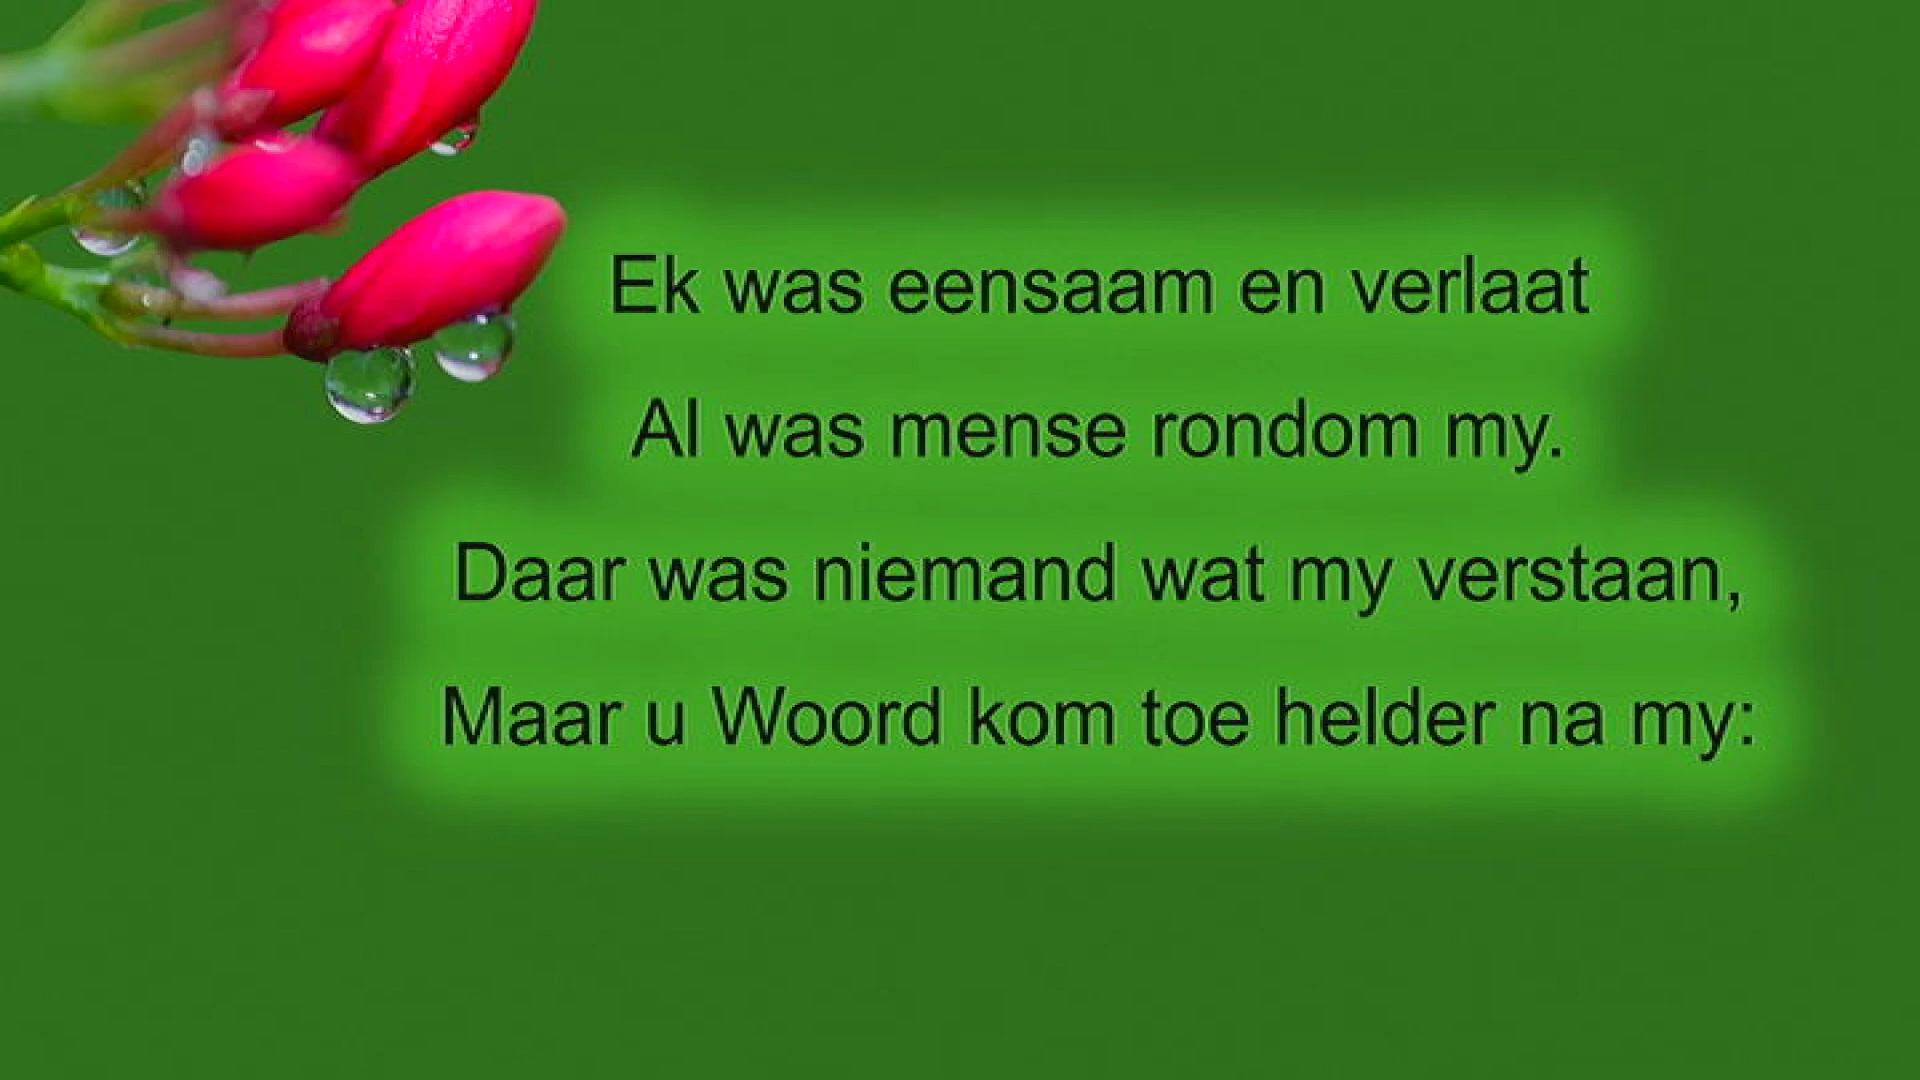 Ek was eensaam en verlaat
Al was mense rondom my.
Daar was niemand wat my verstaan,
Maar u Woord kom toe helder na my: